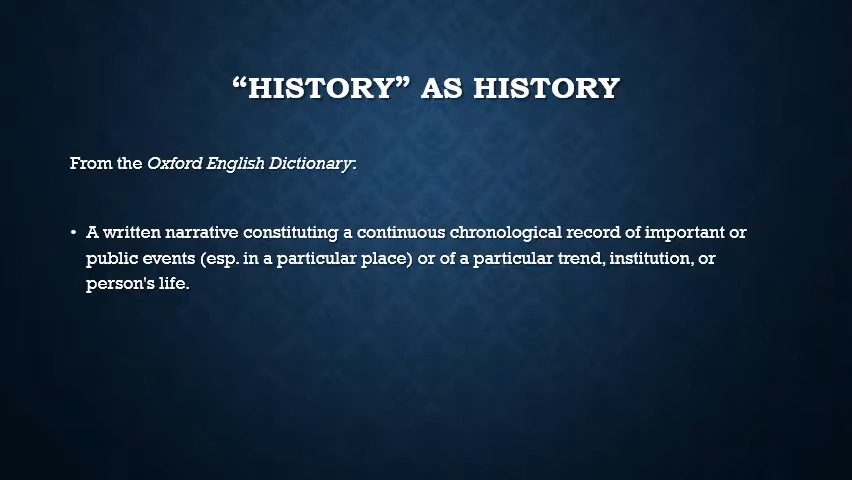 “HISTORY” AS HISTORY
From the Oxford English Dictionary:
• A written narrative constituting a continuous chronological record of important or
public events (esp. in a particular place) or of a particular trend, institution, or
person's life.